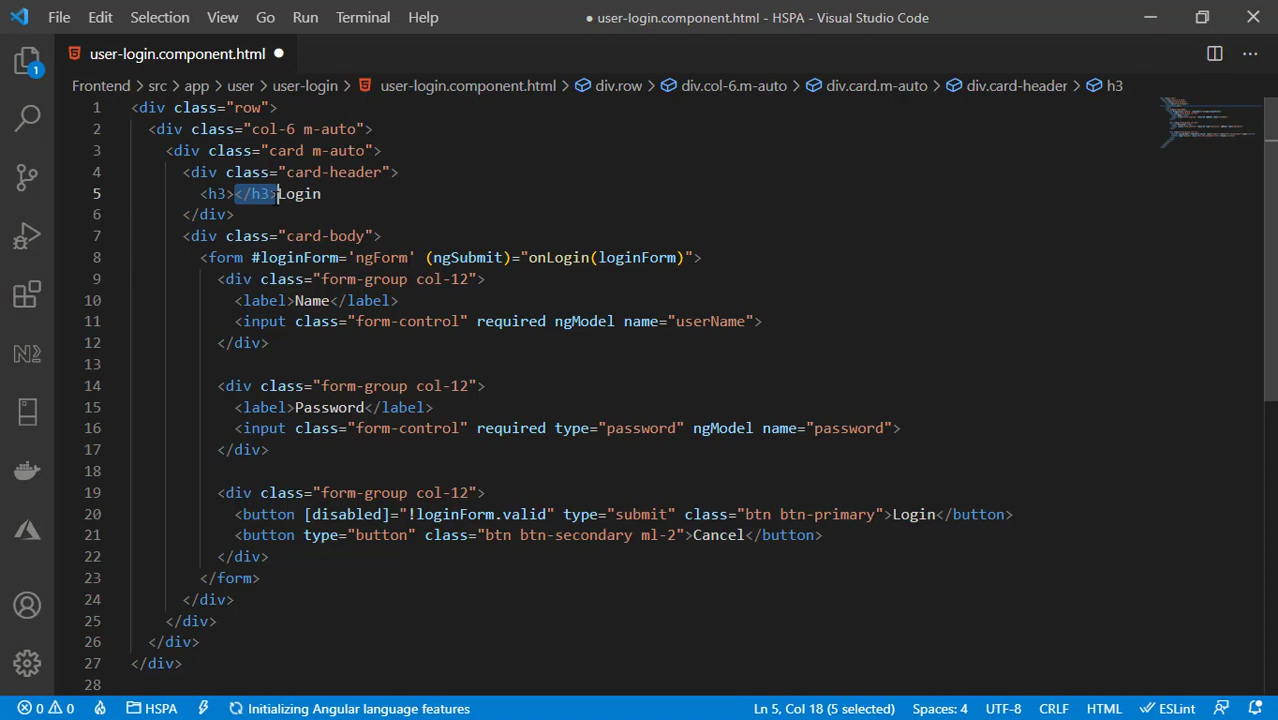 File Edit Selection View Go Run Terminal Help ● user-login.component.html - HSPA - Visual Studio Code
user-login.component.html ●
Frontend > src > app > user > user-login > user-login.component.html > div.row > div.col-6.m-auto > div.card.m-auto > div.card-header > h3
1 <div class="row">
2 <div class="col-6 m-auto">
3 <div class="card m-auto">
4 <div class="card-header">
5 <h3></h3>Login
6 </div>
7 <div class="card-body">
8 <form #loginForm='ngForm' (ngSubmit)="onLogin(loginForm)">
9 <div class="form-group col-12">
10 <label>Name</label>
11 <input class="form-control" required ngModel name="userName">
12 </div>
13
14 <div class="form-group col-12">
15 <label>Password</label>
16 <input class="form-control" required type="password" ngModel name="password">
17 </div>
18
19 <div class="form-group col-12">
20 <button [disabled]="!loginForm.valid" type="submit" class="btn btn-primary">Login</button>
21 <button type="button" class="btn btn-secondary ml-2">Cancel</button>
22 </div>
23 </form>
24 </div>
25 </div>
26 </div>
27 </div>
28
1
0 0 HSPA Initializing Angular language features Ln 5, Col 18 (5 selected) Spaces: 4 UTF-8 CRLF HTML ESLint